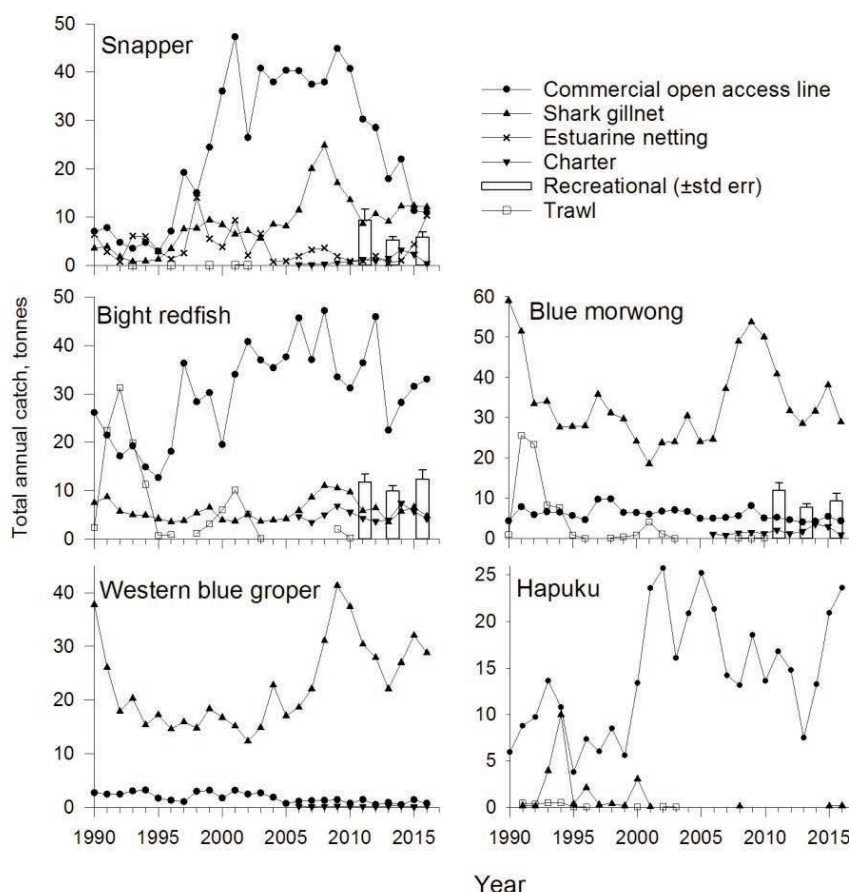 Snapper
50
40
30
20
10
0
Commercial open access line
Shark gillnet
Estuarine netting
Charter
Recreational (±std err)
Trawl
Total annual catch, tonnes
Bight redfish
50
40
30
20
10
0
Blue morwong
60
50
40
30
20
10
0
Western blue groper
40
30
20
10
0
1990 1995 2000 2005 2010 2015
Hapuku
25
20
15
10
5
0
1990 1995 2000 2005 2010 2015
Year